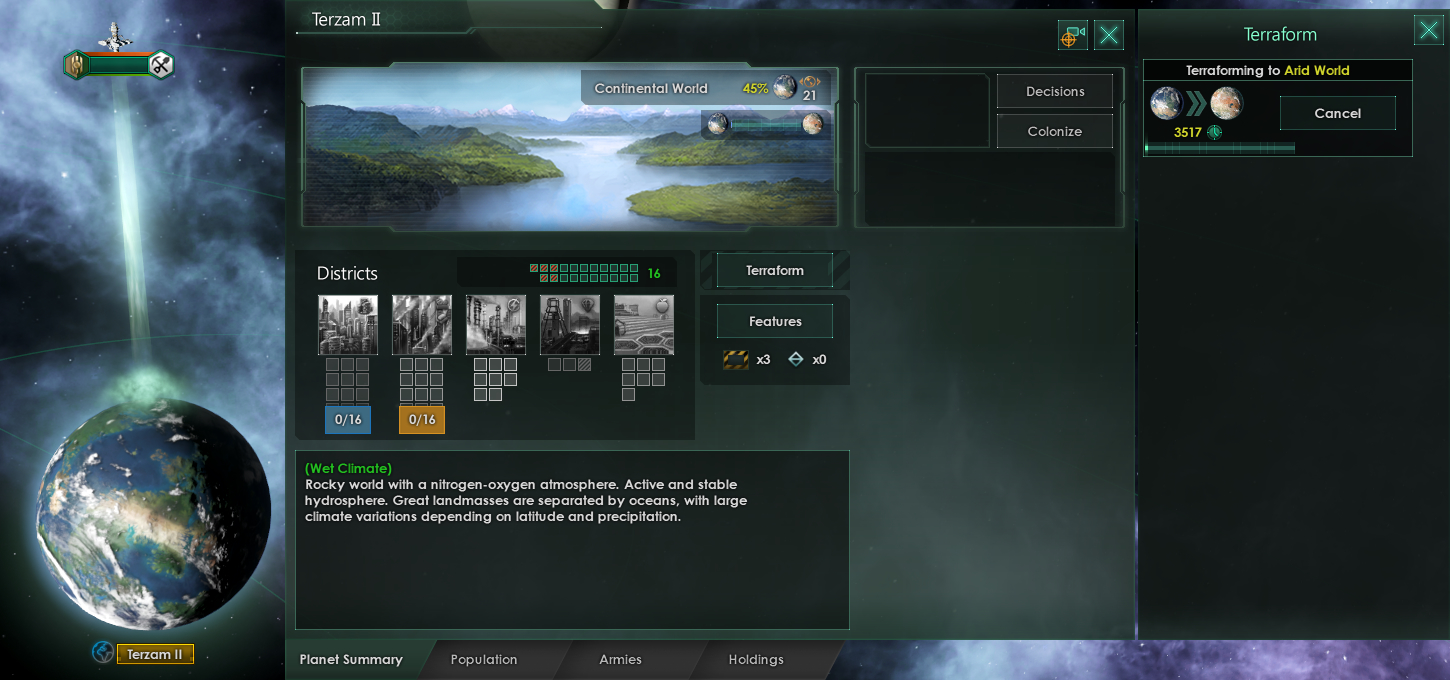 Terzam II
Continental World
45%
21
Decisions
Colonize
Districts
16
Terraform
Features
x3
x0
0/16
0/16
(Wet Climate)
Rocky world with a nitrogen-oxygen atmosphere. Active and stable
hydrosphere. Great landmasses are separated by oceans, with large
climate variations depending on latitude and precipitation.
Terzam II
Planet Summary
Population
Armies
Holdings
Terraform
Terraforming to Arid World
Cancel
3517